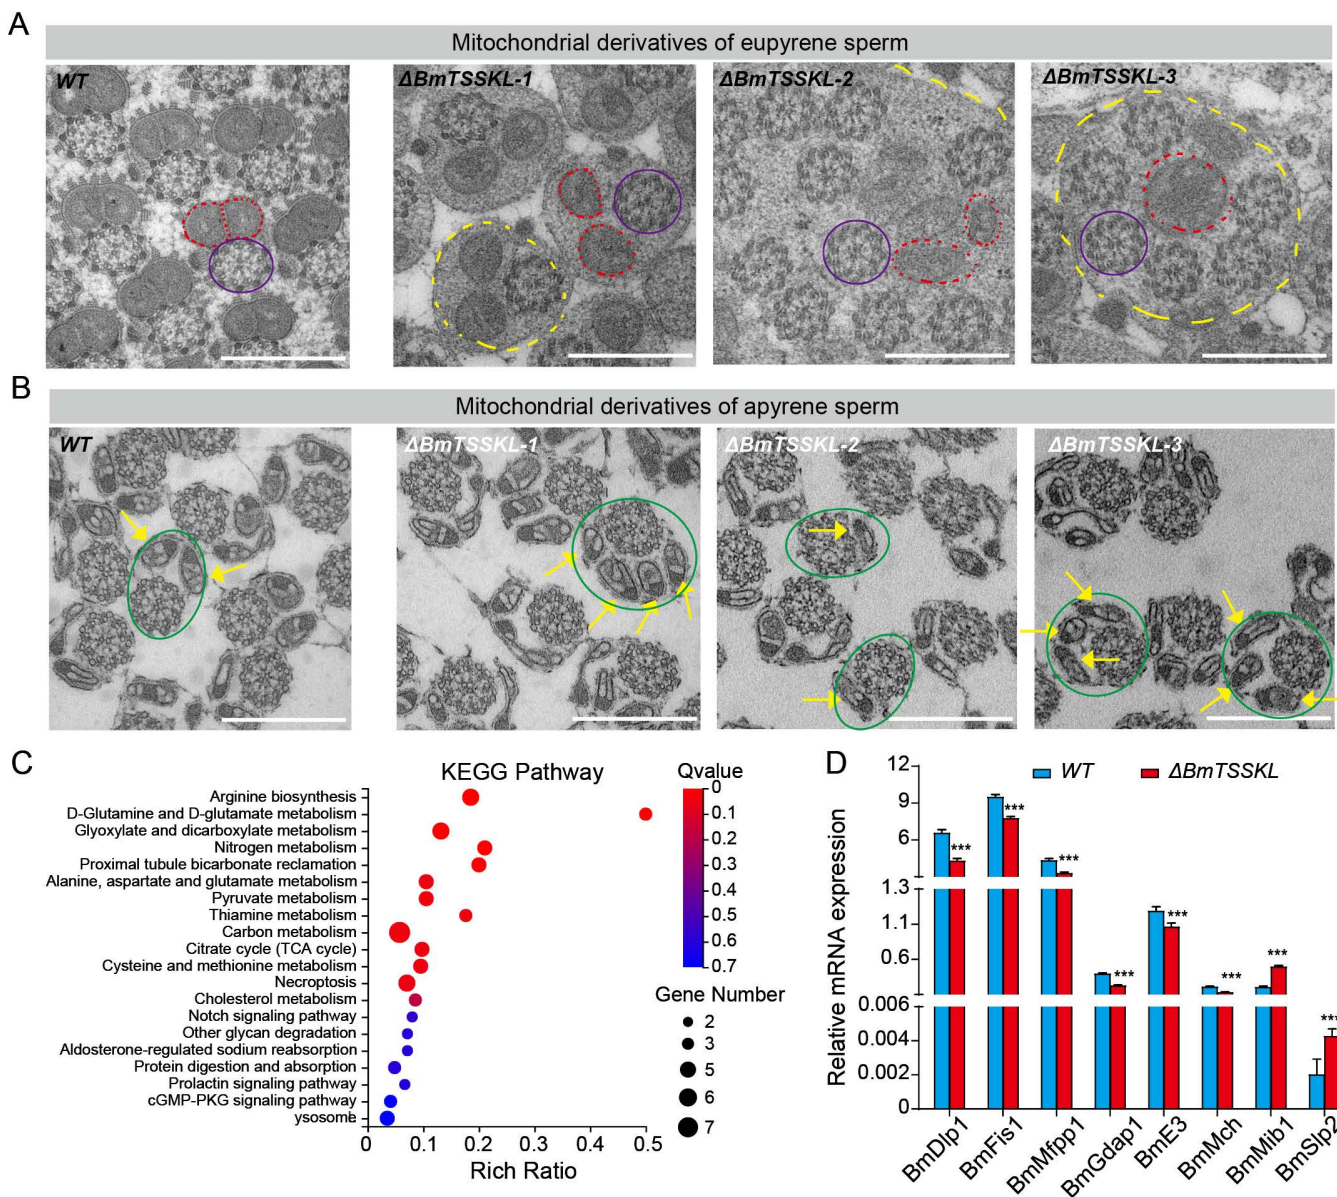 A
Mitochondrial derivatives of eupyrene sperm
WT
ΔBmTSSKL-1
ΔBmTSSKL-2
ΔBmTSSKL-3
B
Mitochondrial derivatives of apyrene sperm
WT
ΔBmTSSKL-1
ΔBmTSSKL-2
ΔBmTSSKL-3
C
KEGG Pathway
Arginine biosynthesis
D-Glutamine and D-glutamate metabolism
Glyoxylate and dicarboxylate metabolism
Nitrogen metabolism
Proximal tubule bicarbonate reclamation
Alanine, aspartate and glutamate metabolism
Pyruvate metabolism
Thiamine metabolism
Carbon metabolism
Citrate cycle (TCA cycle)
Cysteine and methionine metabolism
Necroptosis
Cholesterol metabolism
Notch signaling pathway
Other glycan degradation
Aldosterone-regulated sodium reabsorption
Protein digestion and absorption
Prolactin signaling pathway
cGMP-PKG signaling pathway
ysosome
0 0.1 0.2 0.3 0.4 0.5
Rich Ratio
Qvalue
0
0.1
0.2
0.3
0.4
0.5
0.6
0.7
Gene Number
2
3
5
6
7
D
WT ΔBmTSSKL
Relative mRNA expression
12
9
6
1.3
1.1
0.6
0.006
0.004
0.002
0
*** *** *** *** *** *** *** ***
BmDlp1
BmFis1
BmMfpp1
BmGdap1
BmE3
BmMch
BmMib1
BmSlp2